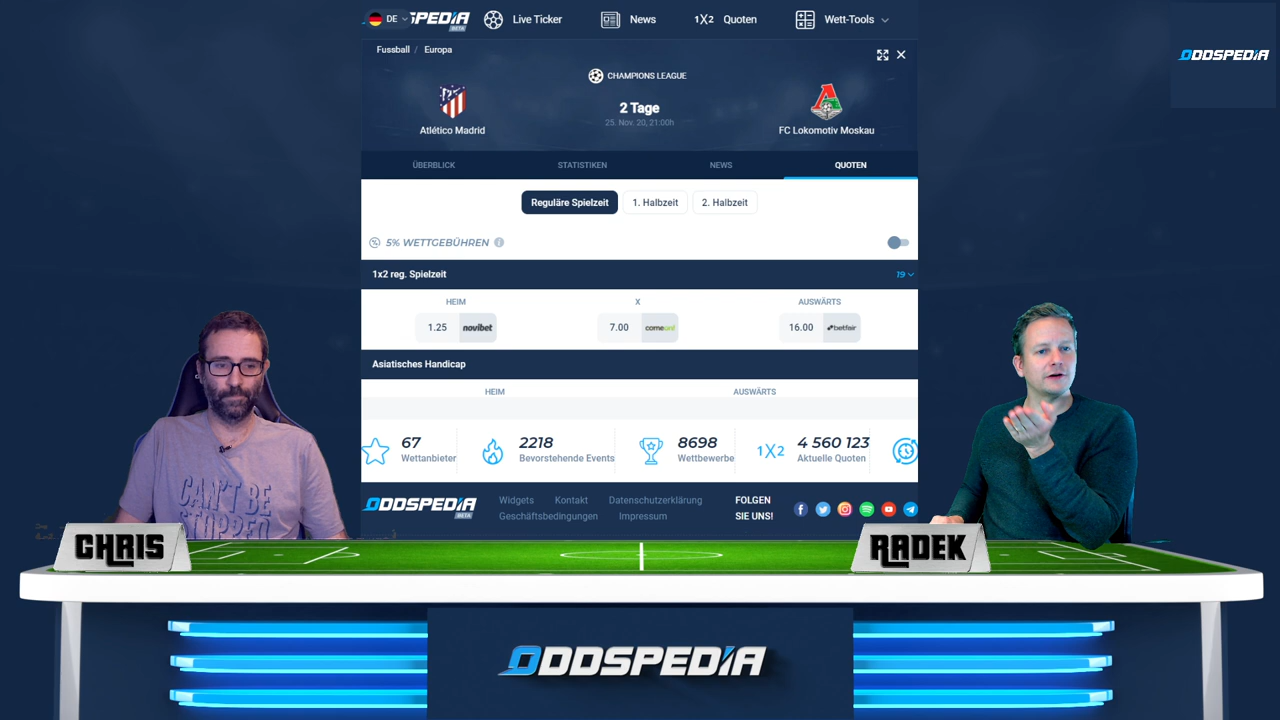 DE
SPEDIA
BETA
Live Ticker
News
1X2 Quoten
Wett-Tools
ODDSPEDIA
Fussball / Europa
CHAMPIONS LEAGUE
2 Tage
25. Nov. 20, 21:00h
Atlético Madrid
FC Lokomotiv Moskau
ÜBERBLICK
STATISTIKEN
NEWS
QUOTEN
Reguläre Spielzeit
1. Halbzeit
2. Halbzeit
5% WETTGEBÜHREN
1x2 reg. Spielzeit
19
HEIM
X
AUSWÄRTS
1.25 novibet
7.00 comeon!
16.00 betfair
Asiatisches Handicap
HEIM
AUSWÄRTS
67
Wettanbieter
2218
Bevorstehende Events
8698
Wettbewerbe
1X2
4 560 123
Aktuelle Quoten
ODDSPEDIA
BETA
Widgets
Kontakt
Datenschutzerklärung
Geschäftsbedingungen
Impressum
FOLGEN
SIE UNS!
CAN'T BE
STOPPED
CHRIS
RADEK
ODDSPEDIA